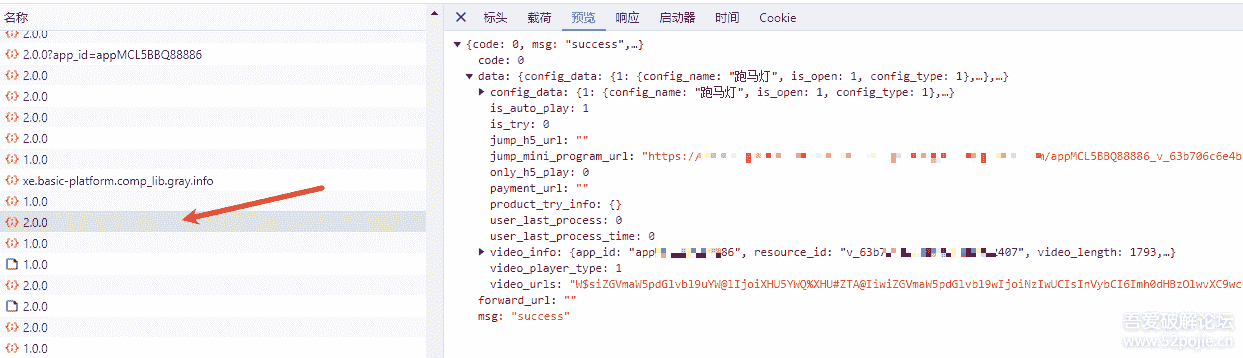 名称
2.0.0
2.0.0?app_id=appMCL5BBQ88886
2.0.0
2.0.0
2.0.0
2.0.0
1.0.0
xe.basic-platform.comp_lib.gray.info
1.0.0
2.0.0
1.0.0
1.0.0
2.0.0
2.0.0
2.0.0
1.0.0
标头 载荷 预览 响应 启动器 时间 Cookie
{code: 0, msg: "success",…}
code: 0
data: {config_data: {1: {config_name: "跑马灯", is_open: 1, config_type: 1},…},…}
config_data: {1: {config_name: "跑马灯", is_open: 1, config_type: 1},…}
is_auto_play: 1
is_try: 0
jump_h5_url: ""
jump_mini_program_url: "https:/ /appMCL5BBQ88886_v_63b706c6e4b
only_h5_play: 0
payment_url: ""
product_try_info: {}
user_last_process: 0
user_last_process_time: 0
video_info: {app_id: "app 86", resource_id: "v_63b7 407", video_length: 1793,…}
video_player_type: 1
video_urls: "W$siZGVmaW5pdGlvbl9uYW@lIjoiXHU5YWQ%XHU#ZTA@IiwiZGVmaW5pdGlvbl9wIjoiNzIwUCIsInVybCI6Imh0dHBzOlwvXC9wc
forward_url: ""
msg: "success"
吾爱破解论坛
www.52pojie.cn